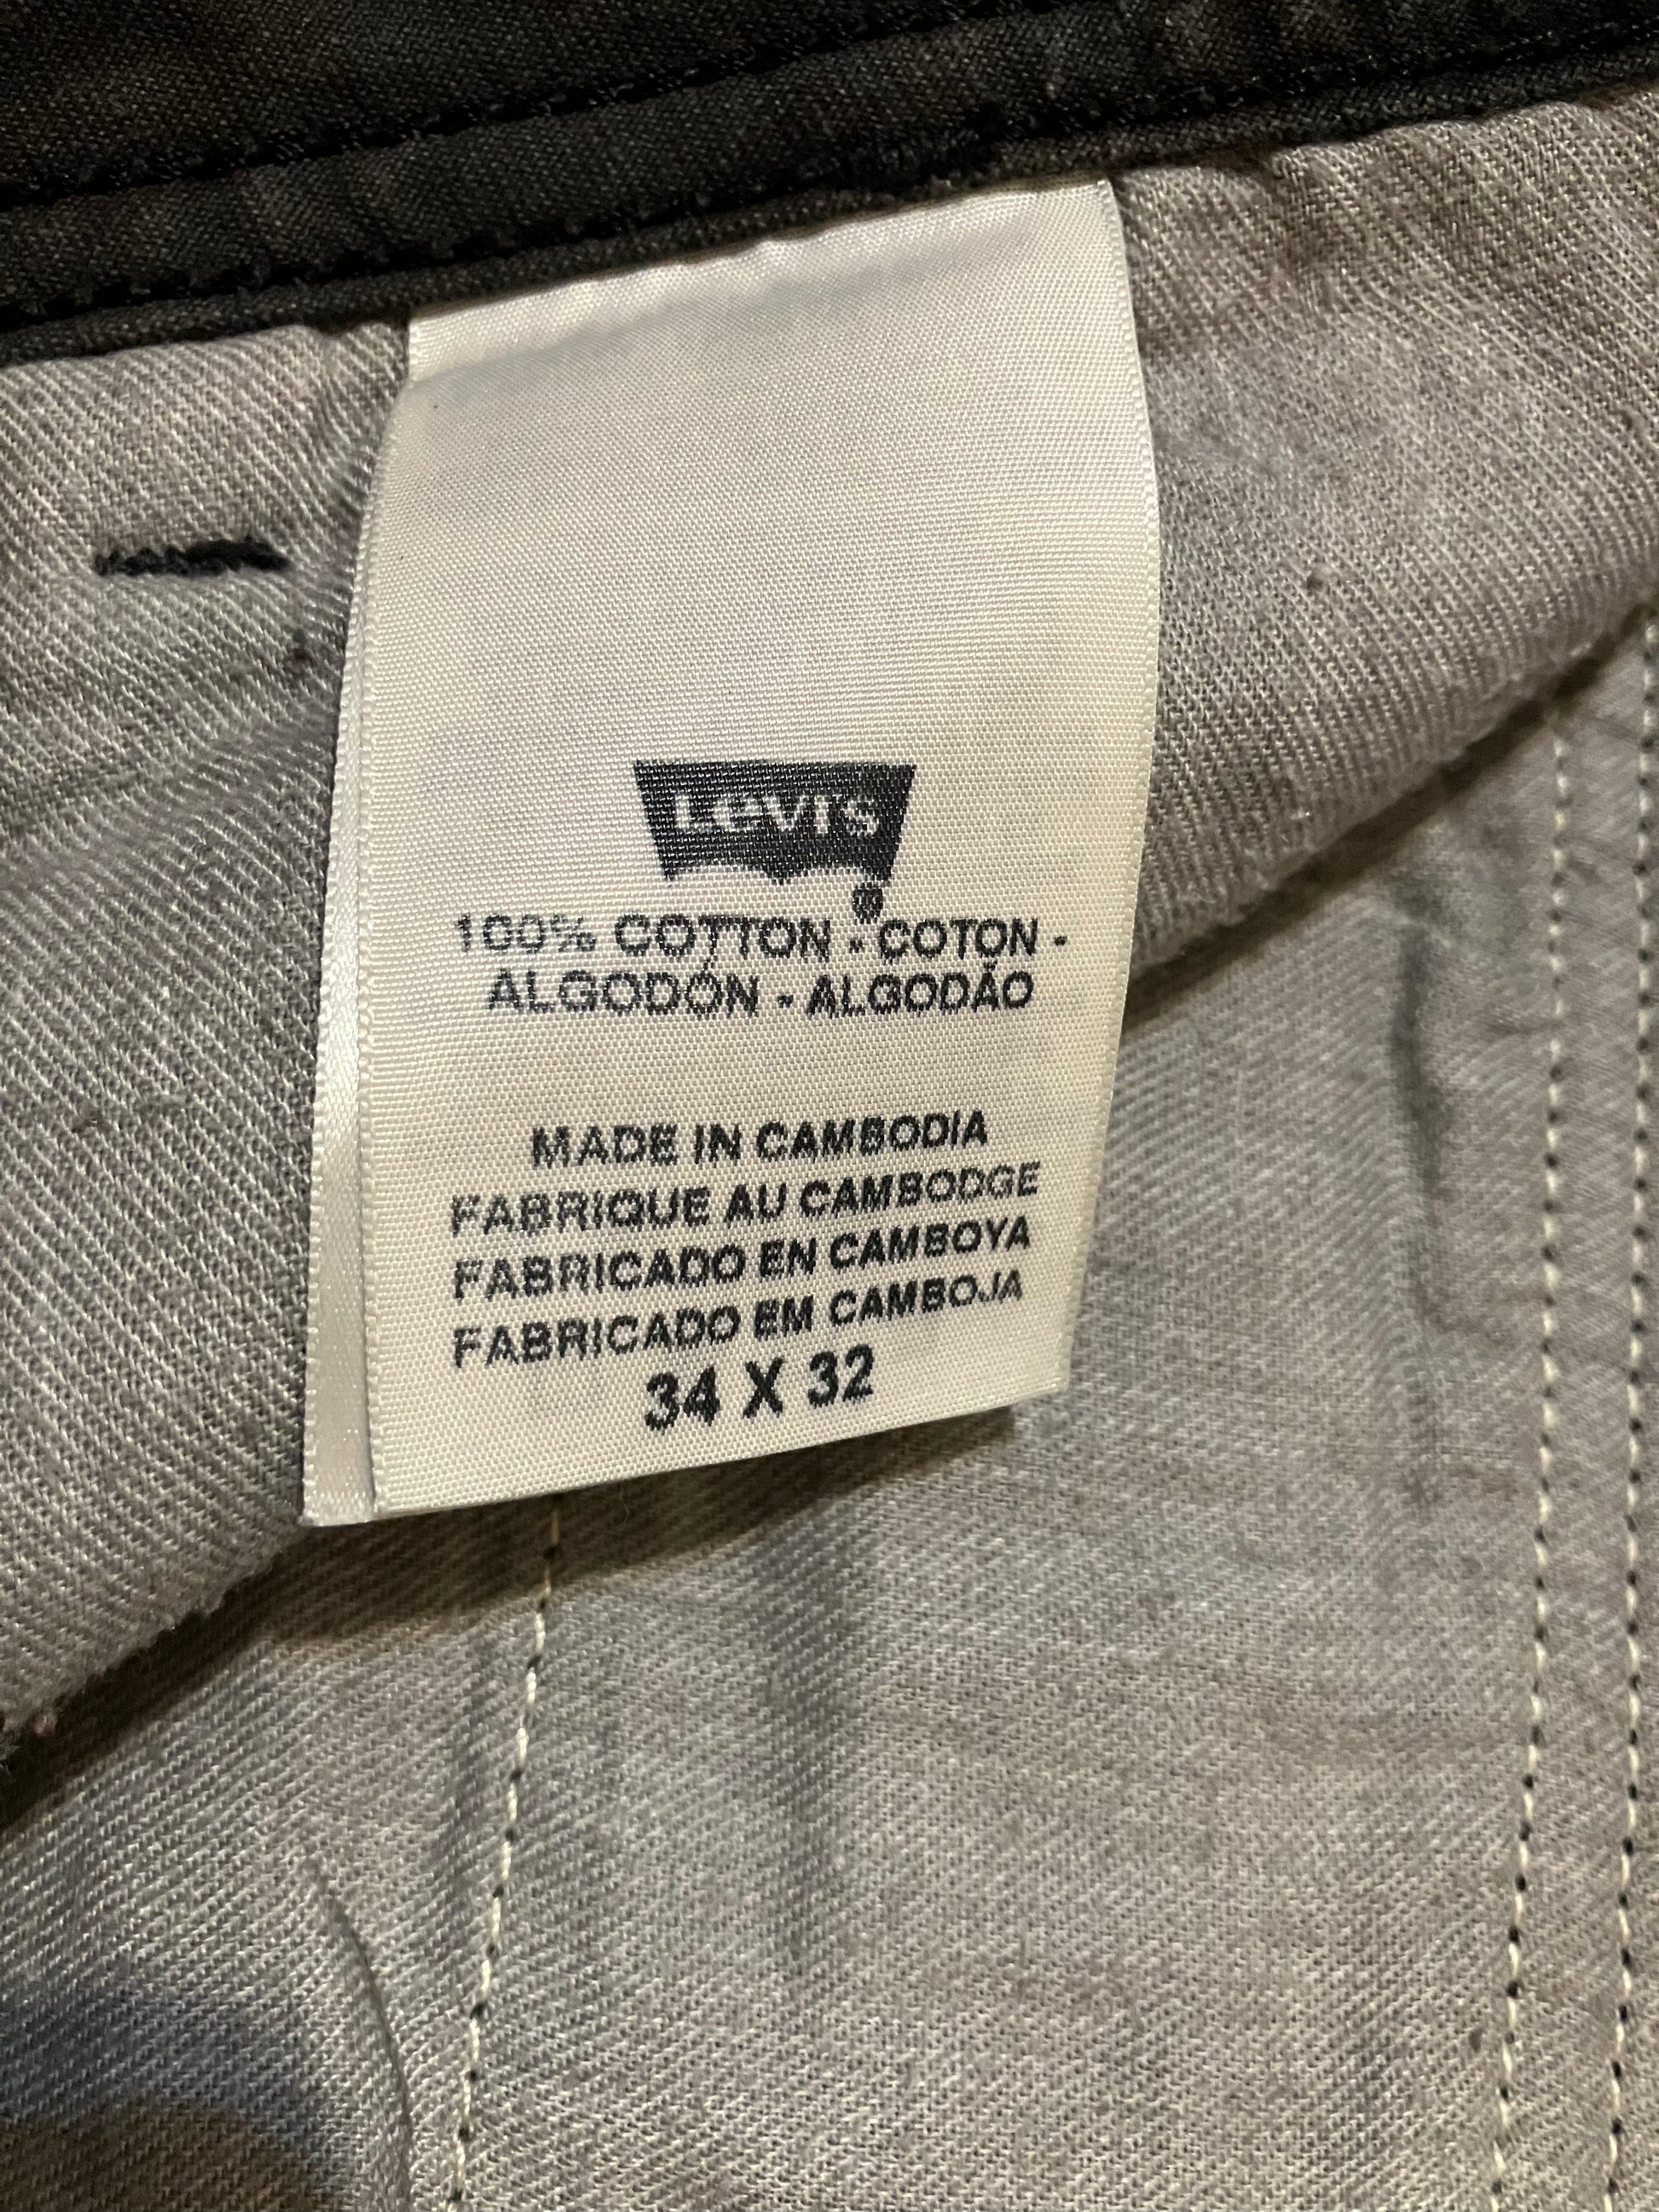 Levi's
100% COTTON - COTON -
ALGODÓN - ALGODÃO
MADE IN CAMBODIA
FABRIQUE AU CAMBODGE
FABRICADO EN CAMBOYA
FABRICADO EM CAMBOJA
34 X 32